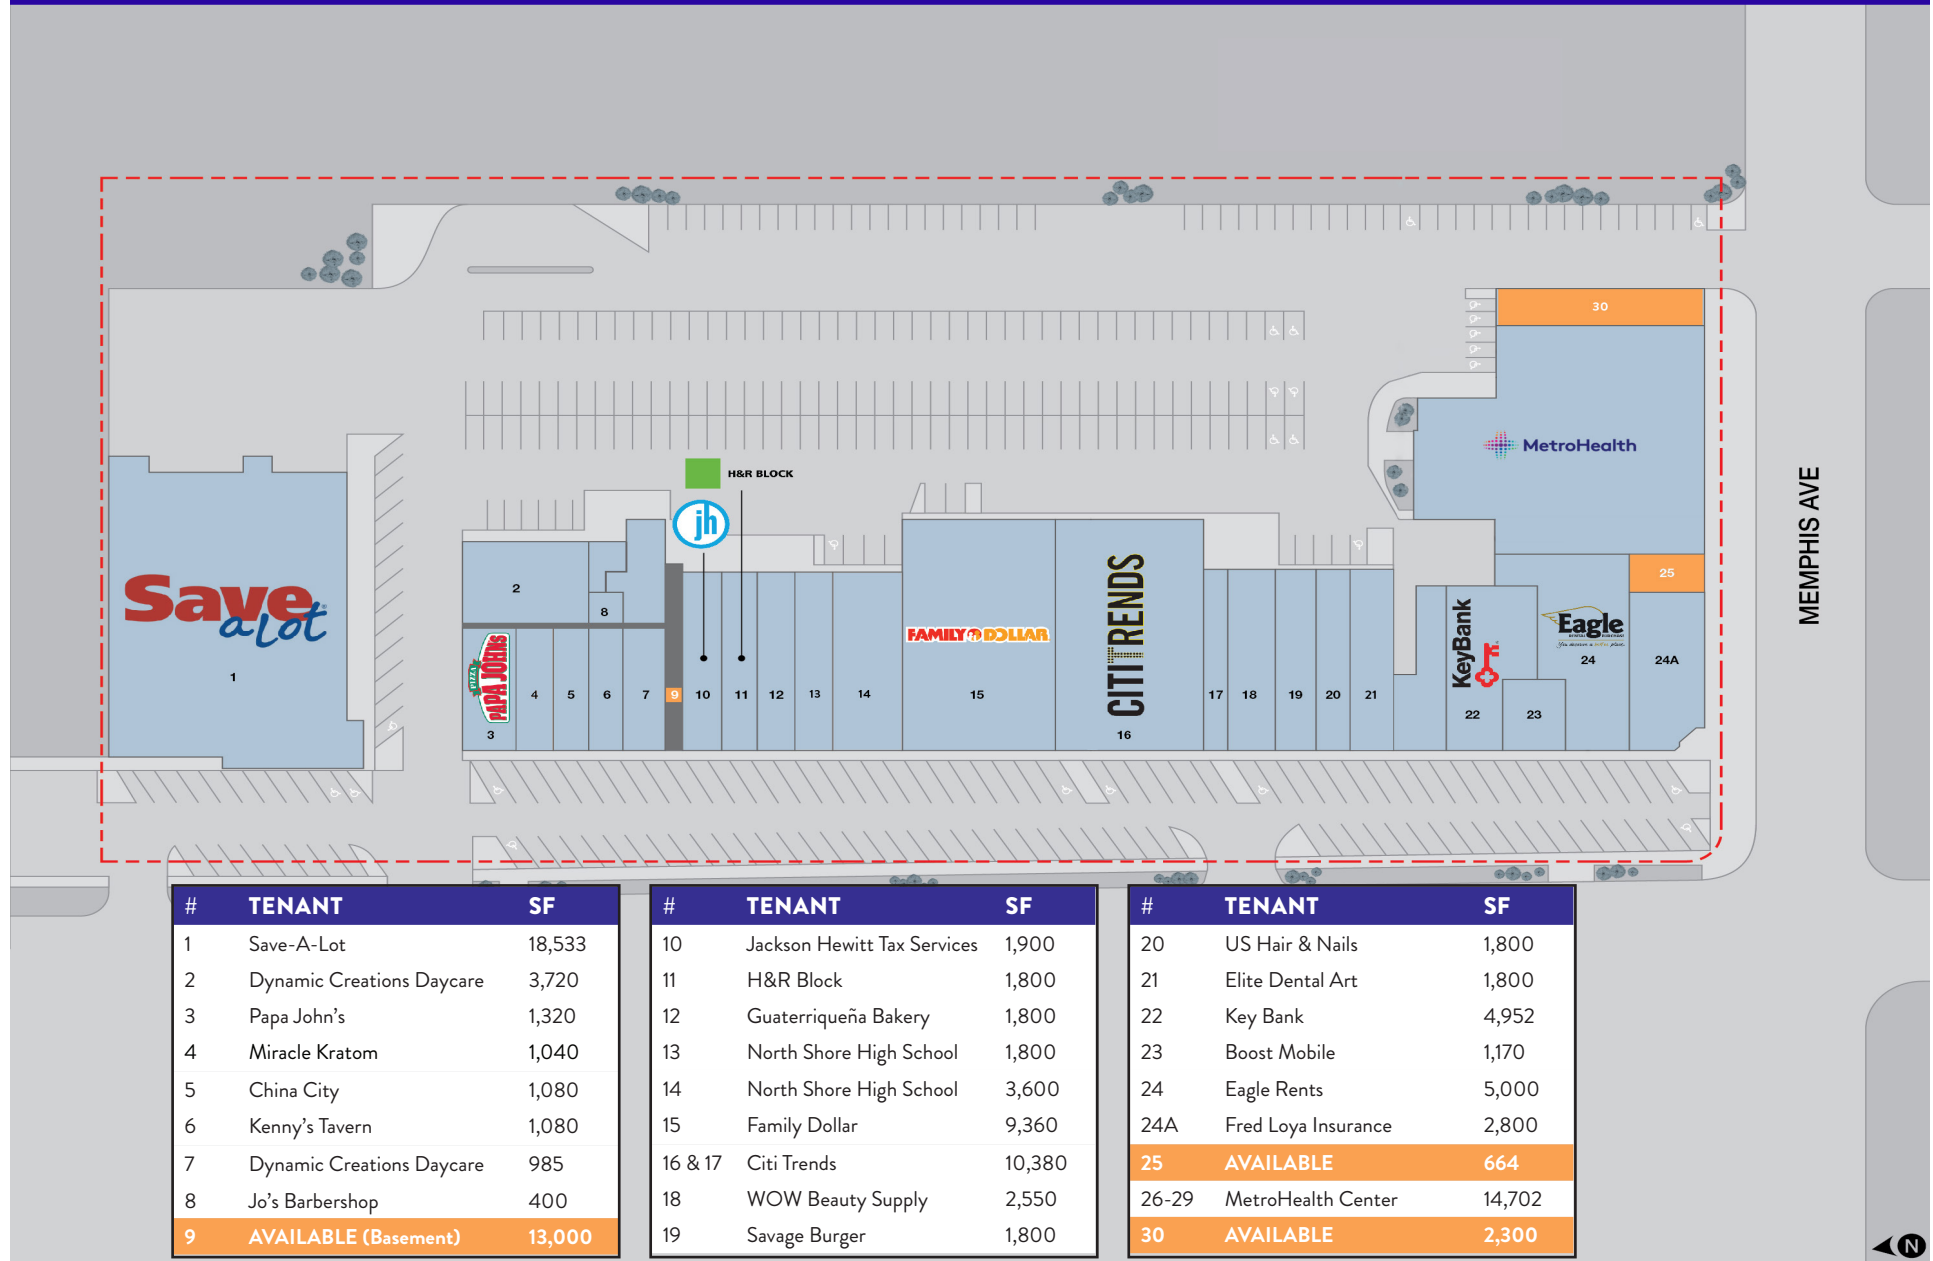 30
MetroHealth
MEMPHIS AVE
H&R BLOCK
jh
25
2
8
Save a Lot
1
PIZZA
PAPA JOHNS
3
4
5
6
7
9
10
11
12
13
14
FAMILY DOLLAR
15
CITITRENDS
16
17
18
19
20
21
KeyBank
22
23
Eagle
24
24A
# TENANT SF
1 Save-A-Lot 18,533
2 Dynamic Creations Daycare 3,720
3 Papa John’s 1,320
4 Miracle Kratom 1,040
5 China City 1,080
6 Kenny’s Tavern 1,080
7 Dynamic Creations Daycare 985
8 Jo’s Barbershop 400
9 AVAILABLE (Basement) 13,000
# TENANT SF
10 Jackson Hewitt Tax Services 1,900
11 H&R Block 1,800
12 Guaterriqueña Bakery 1,800
13 North Shore High School 1,800
14 North Shore High School 3,600
15 Family Dollar 9,360
16 & 17 Citi Trends 10,380
18 WOW Beauty Supply 2,550
19 Savage Burger 1,800
# TENANT SF
20 US Hair & Nails 1,800
21 Elite Dental Art 1,800
22 Key Bank 4,952
23 Boost Mobile 1,170
24 Eagle Rents 5,000
24A Fred Loya Insurance 2,800
25 AVAILABLE 664
26-29 MetroHealth Center 14,702
30 AVAILABLE 2,300
N